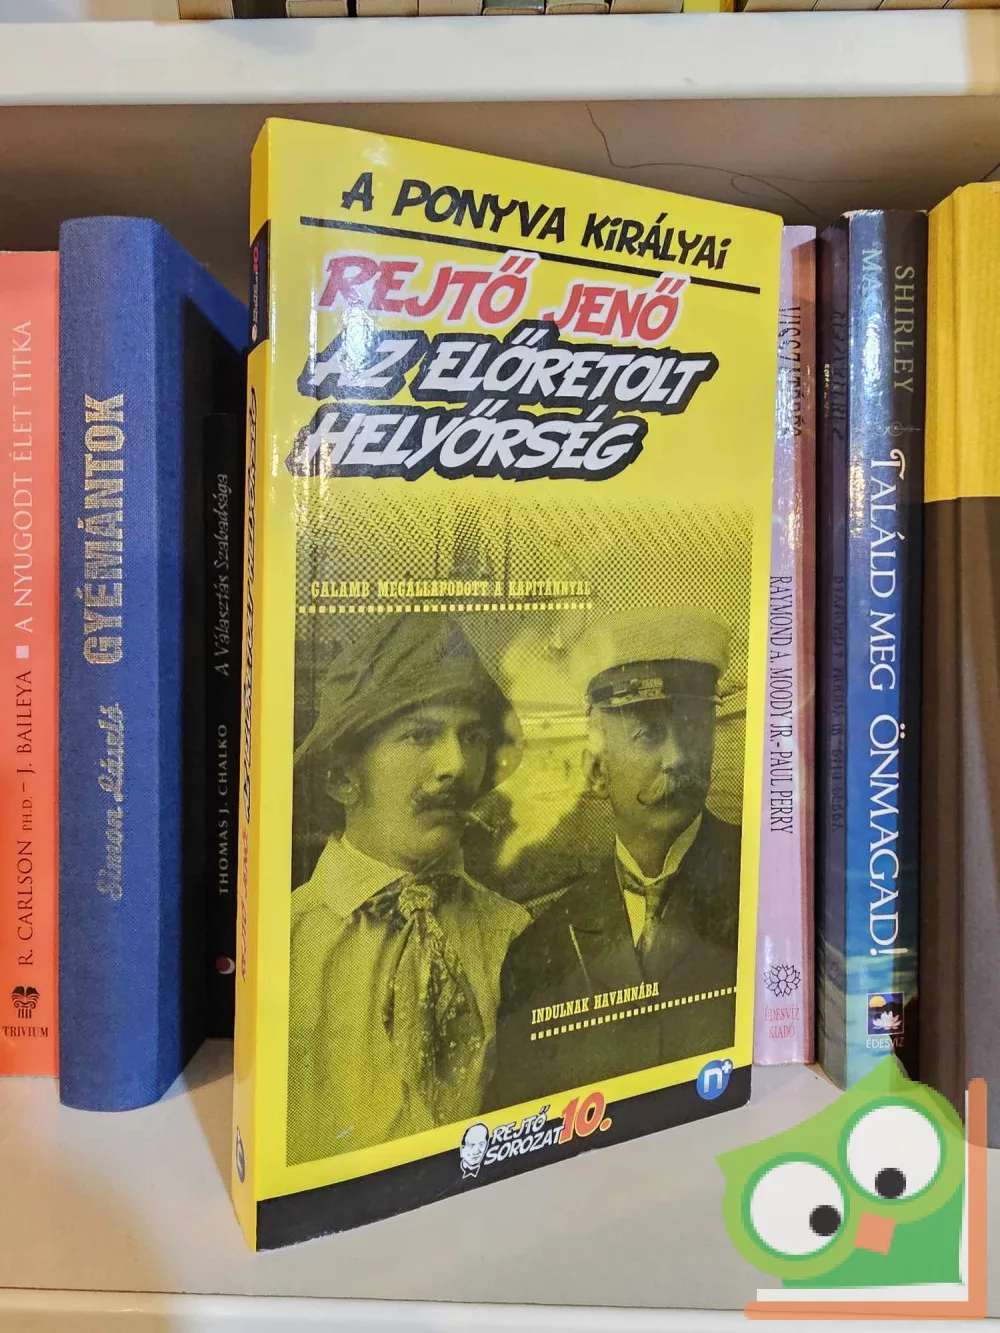 A PONYVA KIRÁLYAI
REJTŐ JENŐ
AZ ELŐRETOLT
HELYŐRSÉG
GALAMB MEGÁLLAPODOTT A KAPITÁNNYAL
INDULNAK HAVANNÁBA
n+
REJTŐ
SOROZAT 10.
R. CARLSON PH.D. – J. BAILEYA ■ A NYUGODT ÉLET TITKA
TRIVIUM
Simon László GYÉMÁNTOK
THOMAS J. CHALKO A Választás Szabadsága
REJTŐ JENŐ
RAYMOND A. MOODY JR. - PAUL PERRY
ÉDESVÍZ
KIADÓ
SHIRLEY
TALÁLD MEG ÖNMAGAD!
ÉDESVÍZ